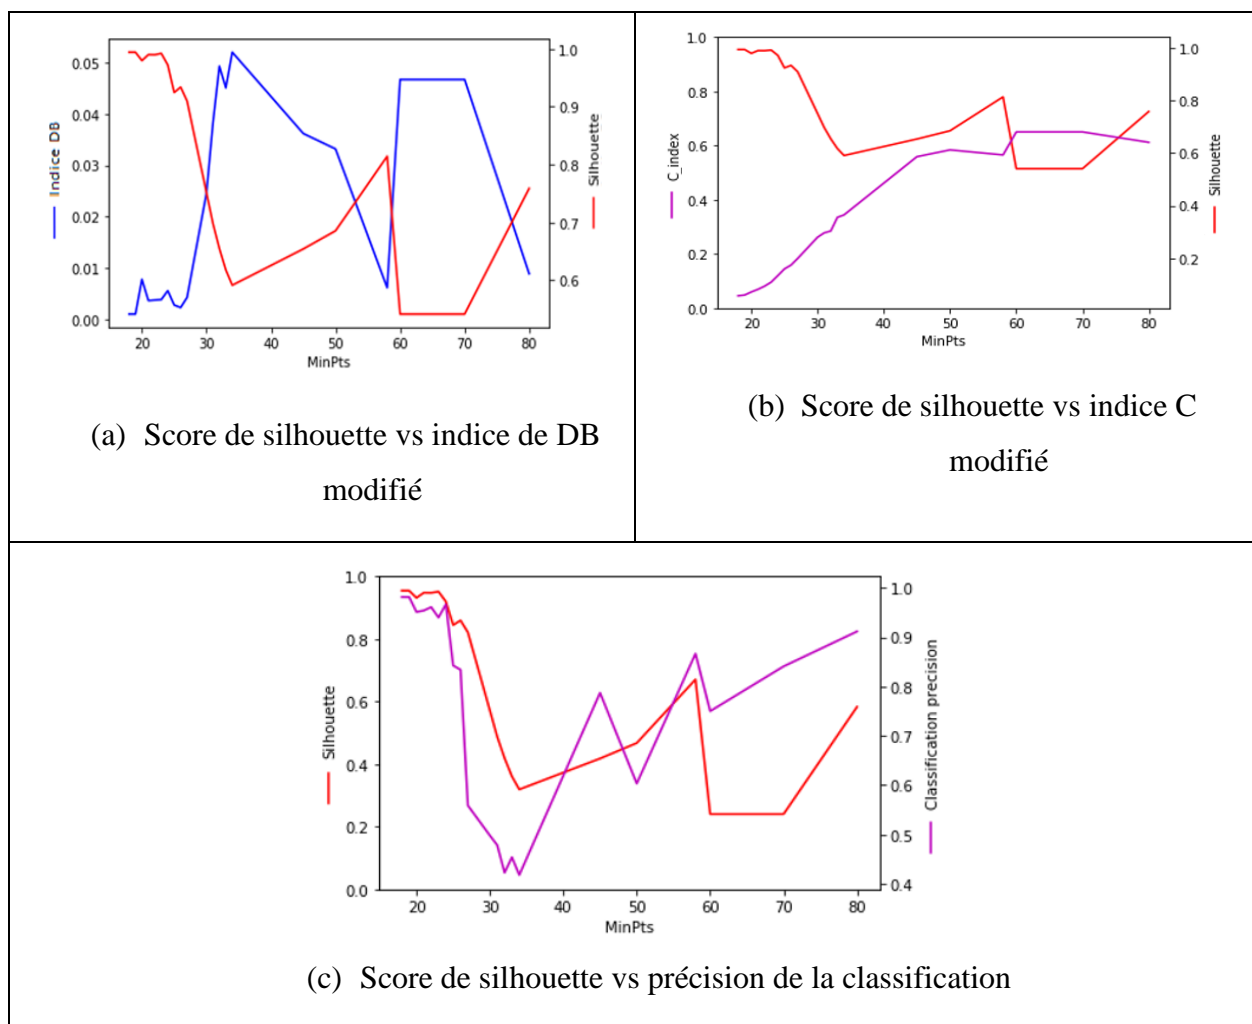 0.05
0.04
0.03
0.02
0.01
0.00
Indice DB
1.0
0.9
0.8
0.7
0.6
Silhouette
20 30 40 50 60 70 80
MinPts
(a) Score de silhouette vs indice de DB
modifié
1.0
0.8
0.6
0.4
0.2
0.0
C_index
1.0
0.8
0.6
0.4
0.2
Silhouette
20 30 40 50 60 70 80
MinPts
(b) Score de silhouette vs indice C
modifié
1.0
0.8
0.6
0.4
0.2
0.0
Silhouette
1.0
0.9
0.8
0.7
0.6
0.5
0.4
Classification precision
20 30 40 50 60 70 80
MinPts
(c) Score de silhouette vs précision de la classification